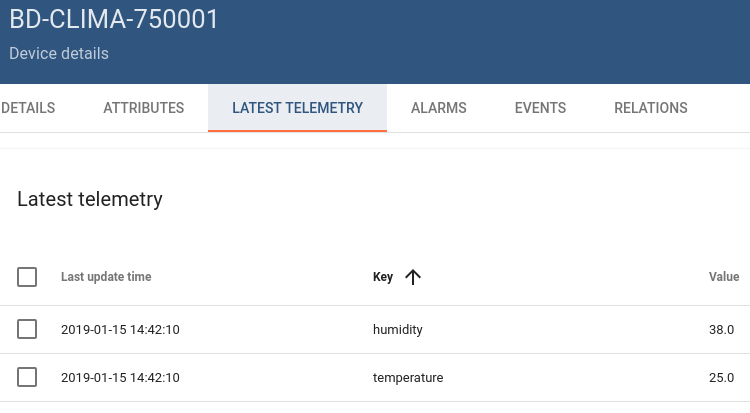 BD-CLIMA-750001
Device details
DETAILS ATTRIBUTES LATEST TELEMETRY ALARMS EVENTS RELATIONS
Latest telemetry
Last update time Key Value
2019-01-15 14:42:10 humidity 38.0
2019-01-15 14:42:10 temperature 25.0